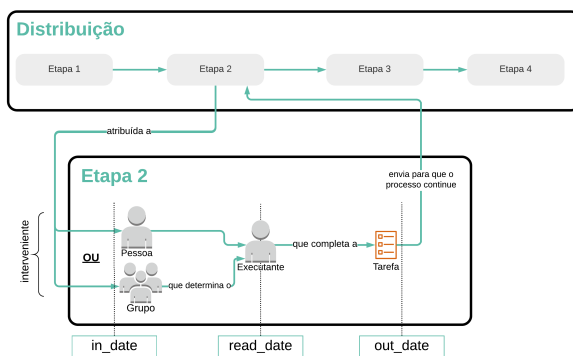 Distribuição
Etapa 1
Etapa 2
Etapa 3
Etapa 4
atribuída a
Etapa 2
envia para que o
processo continue
interveniente
OU
Pessoa
que completa a
Executante
Tarefa
que determina o
Grupo
in_date
read_date
out_date